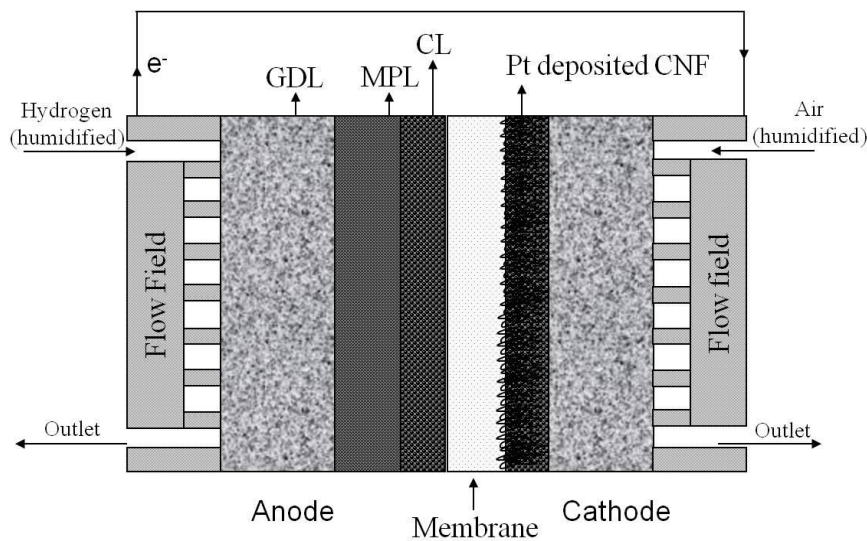 e-
CL
GDL
MPL
Pt deposited CNF
Hydrogen
(humidified)
Air
(humidified)
Flow Field
Flow field
Outlet
Outlet
Anode
Membrane
Cathode